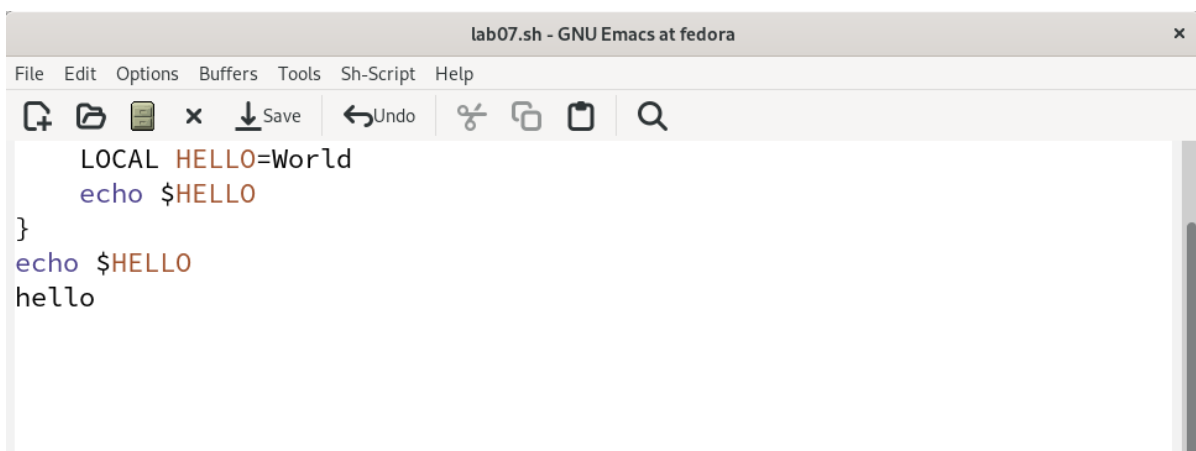 lab07.sh - GNU Emacs at fedora ×
File Edit Options Buffers Tools Sh-Script Help
Save Undo
LOCAL HELLO=World
echo $HELLO
}
echo $HELLO
hello